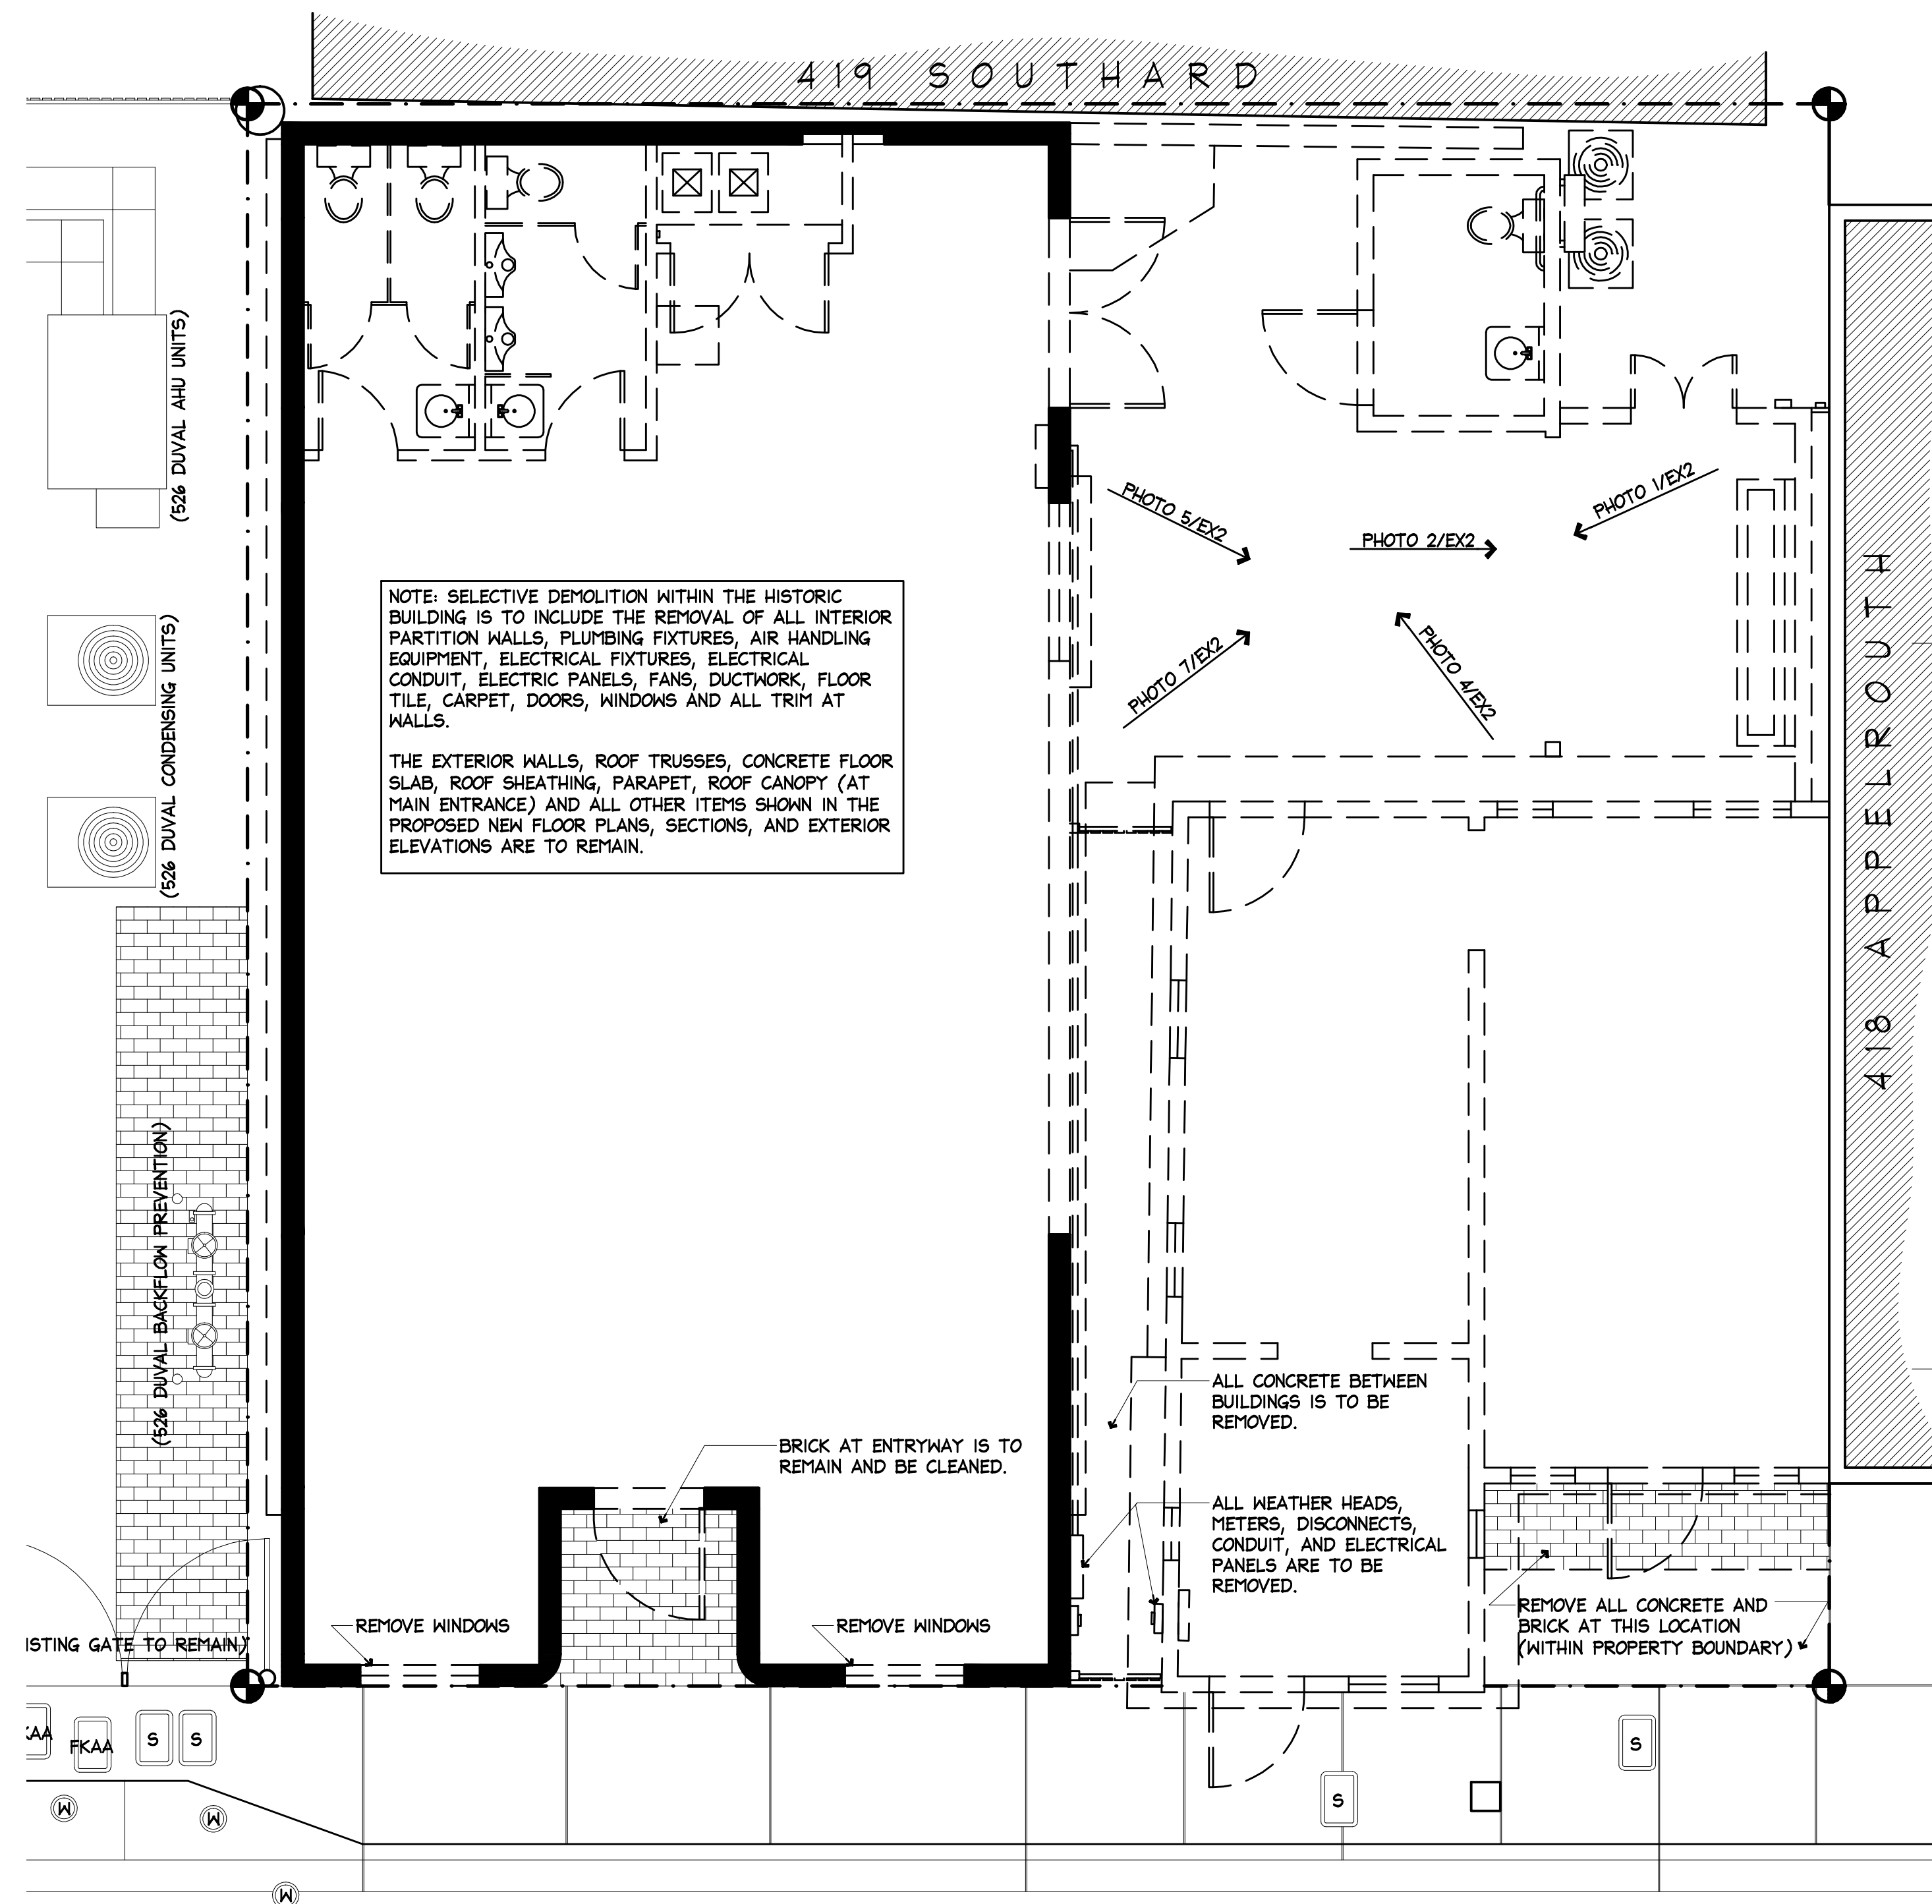 419 SOUTHARD
(526 DUVAL AHU UNITS)
PHOTO 5/EX2
PHOTO 2/EX2
PHOTO 1/EX2
PHOTO 7/EX2
PHOTO 4/EX2
418 APPELROUTH
NOTE: SELECTIVE DEMOLITION WITHIN THE HISTORIC
BUILDING IS TO INCLUDE THE REMOVAL OF ALL INTERIOR
PARTITION WALLS, PLUMBING FIXTURES, AIR HANDLING
EQUIPMENT, ELECTRICAL FIXTURES, ELECTRICAL
CONDUIT, ELECTRIC PANELS, FANS, DUCTWORK, FLOOR
TILE, CARPET, DOORS, WINDOWS AND ALL TRIM AT
WALLS.
THE EXTERIOR WALLS, ROOF TRUSSES, CONCRETE FLOOR
SLAB, ROOF SHEATHING, PARAPET, ROOF CANOPY (AT
MAIN ENTRANCE) AND ALL OTHER ITEMS SHOWN IN THE
PROPOSED NEW FLOOR PLANS, SECTIONS, AND EXTERIOR
ELEVATIONS ARE TO REMAIN.
(526 DUVAL CONDENSING UNITS)
(526 DUVAL BACKFLOW PREVENTION)
ALL CONCRETE BETWEEN
BUILDINGS IS TO BE
REMOVED.
BRICK AT ENTRYWAY IS TO
REMAIN AND BE CLEANED.
ALL WEATHER HEADS,
METERS, DISCONNECTS,
CONDUIT, AND ELECTRICAL
PANELS ARE TO BE
REMOVED.
REMOVE ALL CONCRETE AND
BRICK AT THIS LOCATION
(WITHIN PROPERTY BOUNDARY)
REMOVE WINDOWS
REMOVE WINDOWS
ISTING GATE TO REMAIN)
KAA
FKAA
S
S
S
S
W
W
W